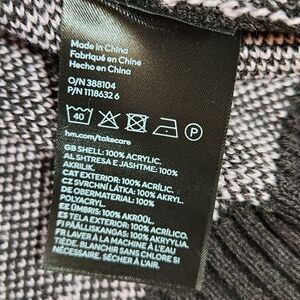 Made in China
Fabriqué en Chine
Hecho en China
O/N 388104
P/N 1118632 6
40 P
hm.com/takecare
GB SHELL: 100% ACRYLIC.
AL SHTRESA E JASHTME: 100%
AKRILIK.
CAT EXTERIOR: 100% ACRÍLIC.
CZ SVRCHNÍ LÁTKA: 100% AKRYL.
DE OBERMATERIAL: 100%
POLYACRYL.
EE ÜMBRIS: 100% AKRÜÜL.
ES TELA EXTERIOR: 100% ACRÍLICO.
FI PÄÄLLISKANGAS: 100% AKRYYLIA
FR LAVER À LA MACHINE À L'EAU
TIÈDE, BLANCHIR SANS CHLORE SI
NÉCESSAIRE, SÉCHER À L'AIR.